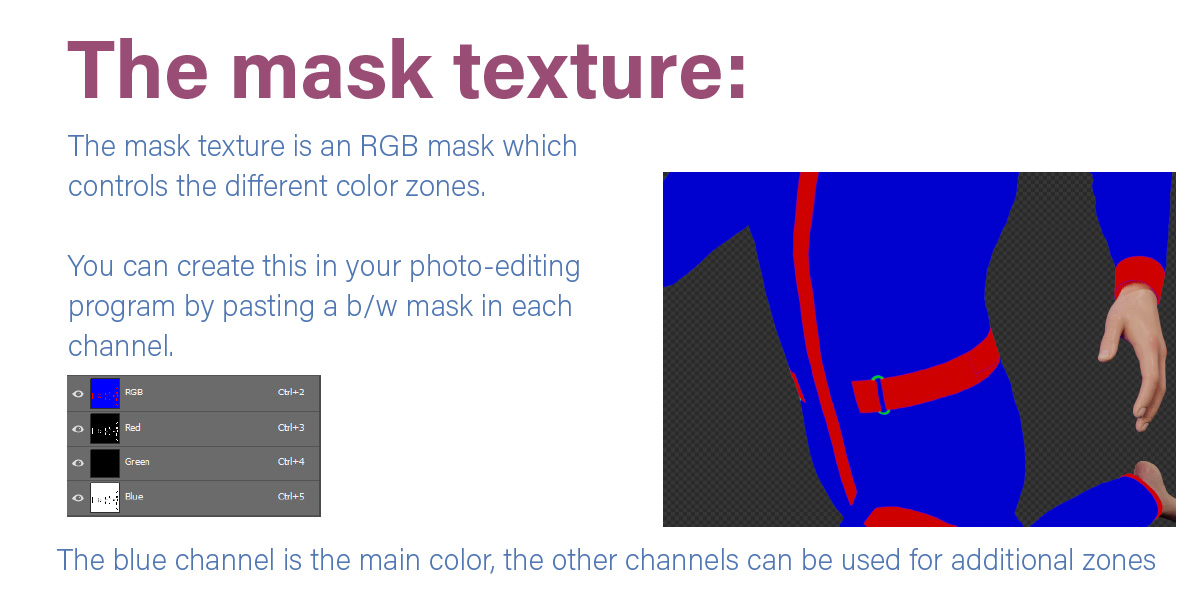 The mask texture:
The mask texture is an RGB mask which
controls the different color zones.
You can create this in your photo-editing
program by pasting a b/w mask in each
channel.
RGB Ctrl+2
Red Ctrl+3
Green Ctrl+4
Blue Ctrl+5
The blue channel is the main color, the other channels can be used for additional zones